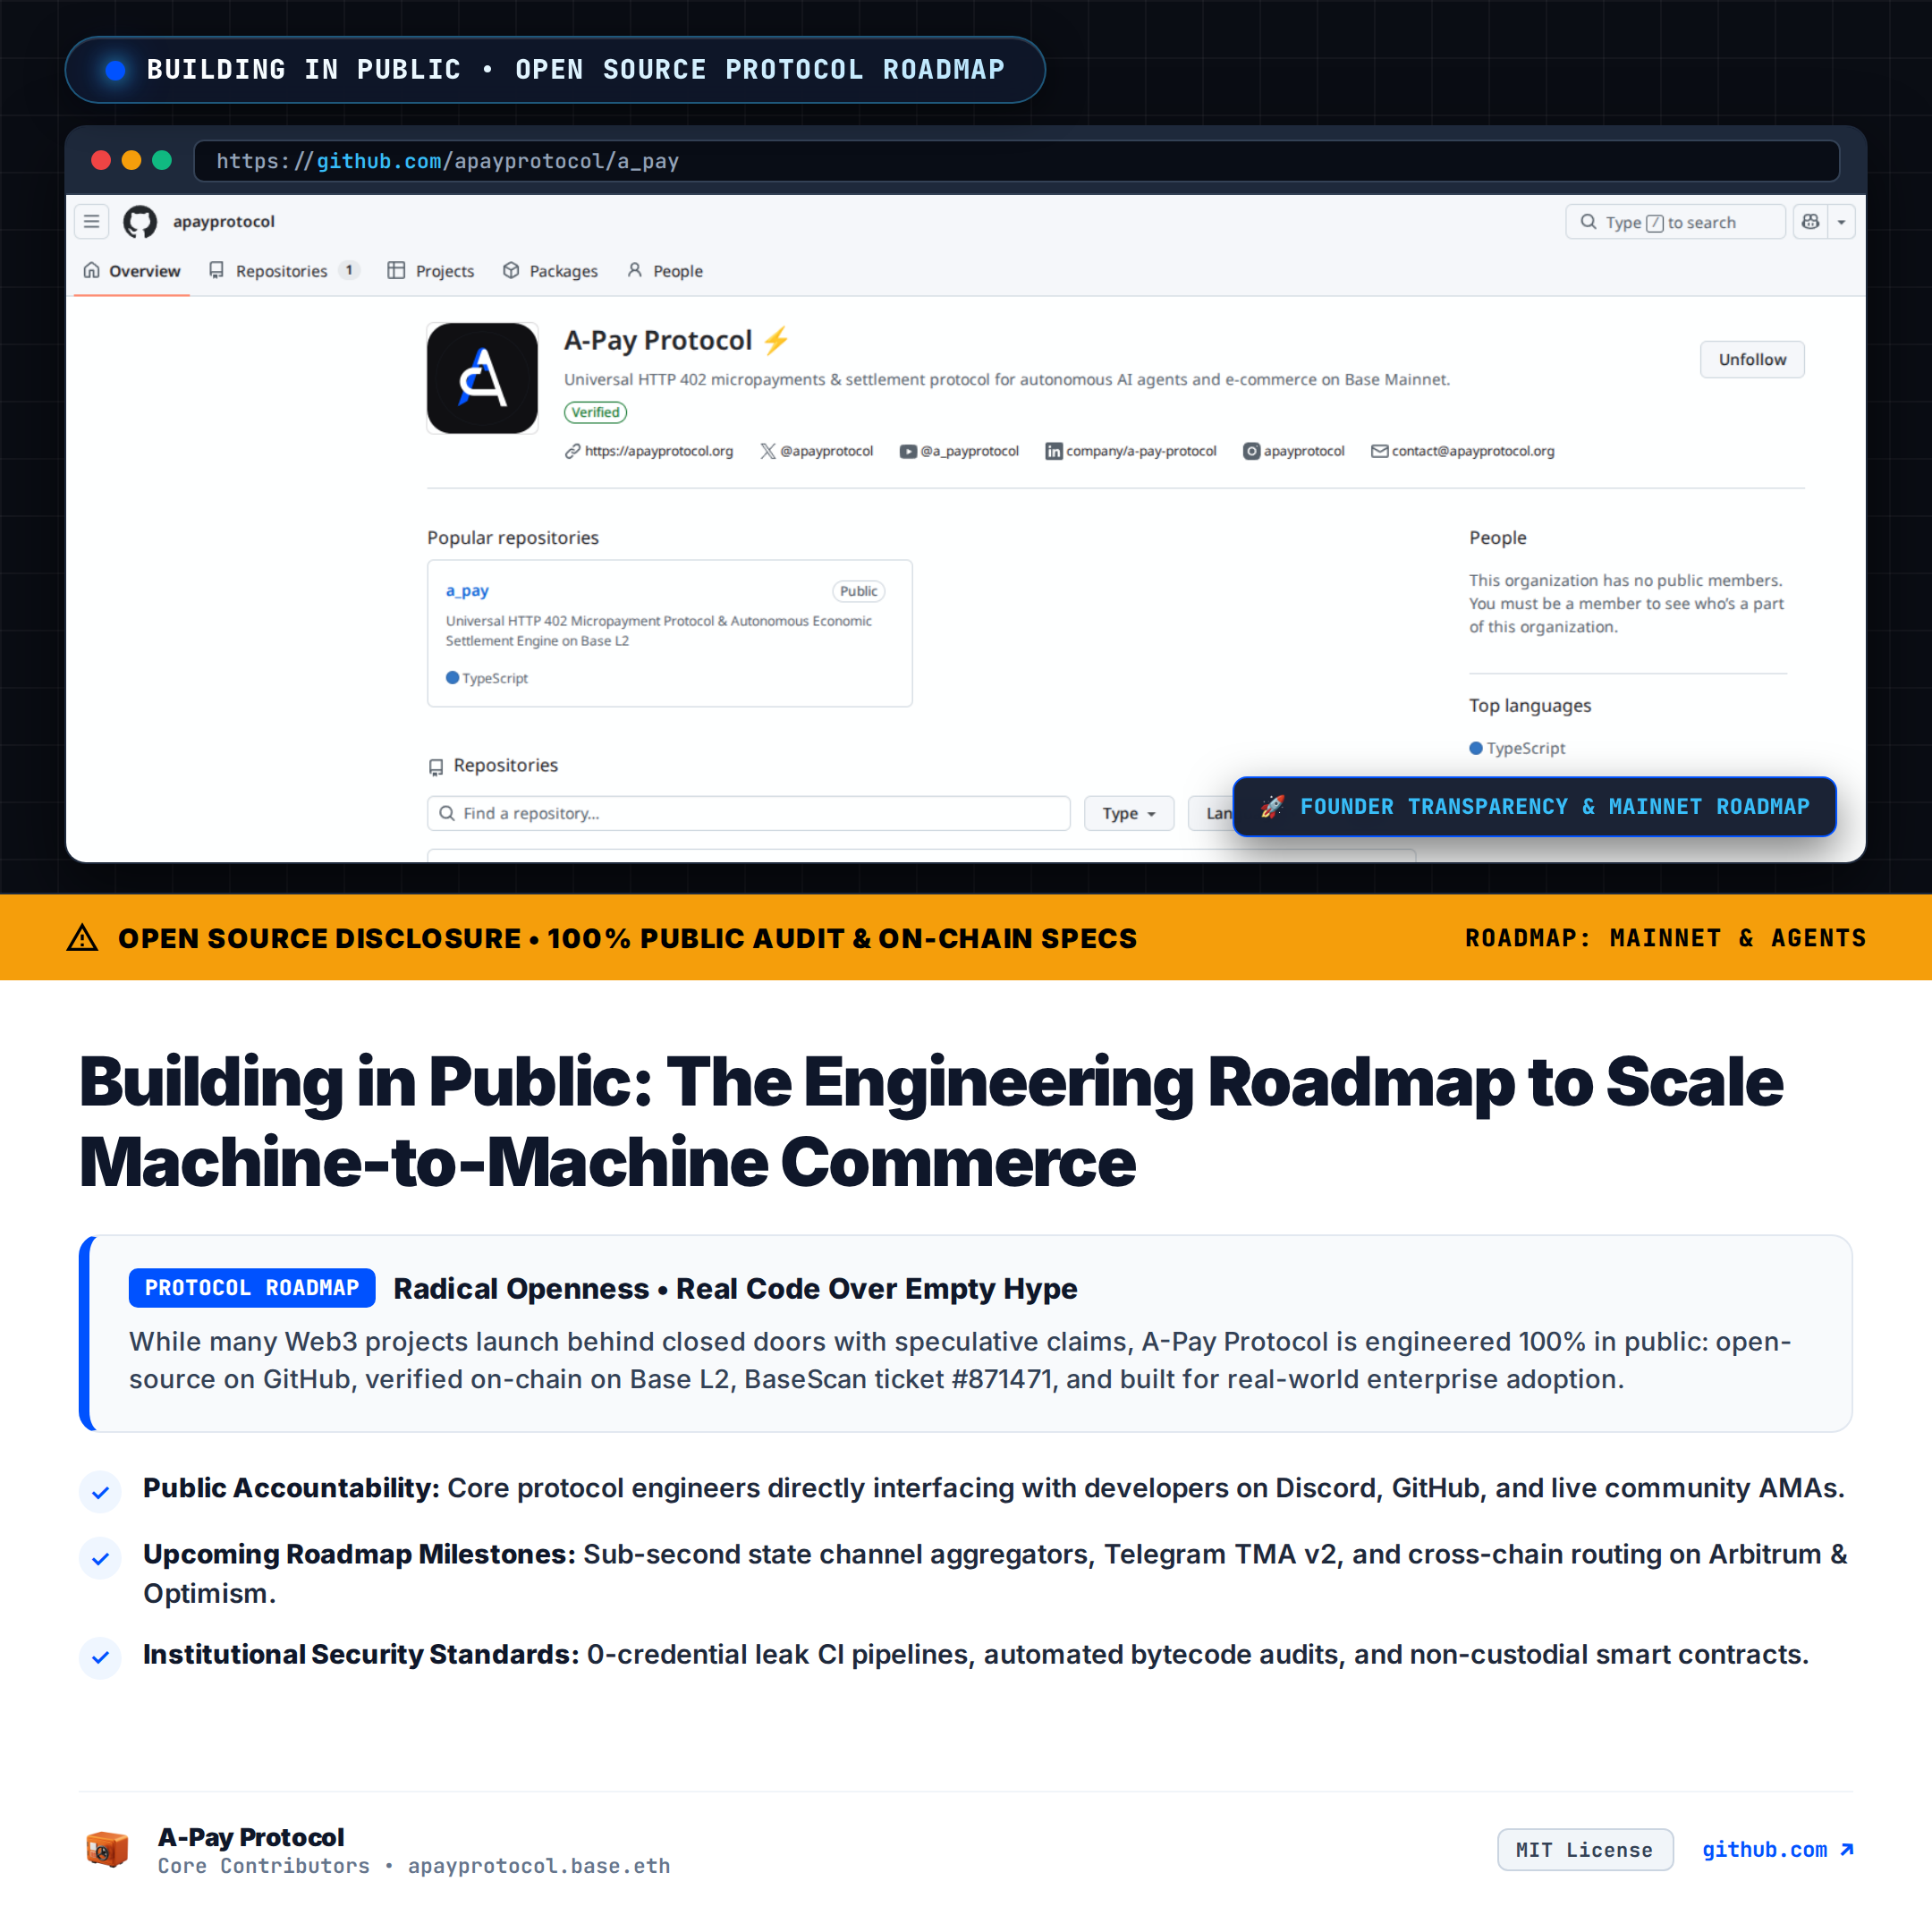 BUILDING IN PUBLIC • OPEN SOURCE PROTOCOL ROADMAP
https://github.com/apayprotocol/a_pay
apayprotocol
Type / to search
Overview
Repositories 1
Projects
Packages
People
A-Pay Protocol ⚡
Universal HTTP 402 micropayments & settlement protocol for autonomous AI agents and e-commerce on Base Mainnet.
Unfollow
Verified
https://apayprotocol.org
@apayprotocol
@a_payprotocol
company/a-pay-protocol
apayprotocol
contact@apayprotocol.org
Popular repositories
a_pay
Public
Universal HTTP 402 Micropayment Protocol & Autonomous Economic
Settlement Engine on Base L2
TypeScript
People
This organization has no public members.
You must be a member to see who's a part
of this organization.
Top languages
TypeScript
Repositories
Find a repository...
Type
Lan
🚀 FOUNDER TRANSPARENCY & MAINNET ROADMAP
⚠ OPEN SOURCE DISCLOSURE • 100% PUBLIC AUDIT & ON-CHAIN SPECS
ROADMAP: MAINNET & AGENTS
Building in Public: The Engineering Roadmap to Scale
Machine-to-Machine Commerce
PROTOCOL ROADMAP
Radical Openness • Real Code Over Empty Hype
While many Web3 projects launch behind closed doors with speculative claims, A-Pay Protocol is engineered 100% in public: open-
source on GitHub, verified on-chain on Base L2, BaseScan ticket #871471, and built for real-world enterprise adoption.
Public Accountability: Core protocol engineers directly interfacing with developers on Discord, GitHub, and live community AMAs.
Upcoming Roadmap Milestones: Sub-second state channel aggregators, Telegram TMA v2, and cross-chain routing on Arbitrum &
Optimism.
Institutional Security Standards: 0-credential leak CI pipelines, automated bytecode audits, and non-custodial smart contracts.
A-Pay Protocol
Core Contributors • apayprotocol.base.eth
MIT License
github.com ↗